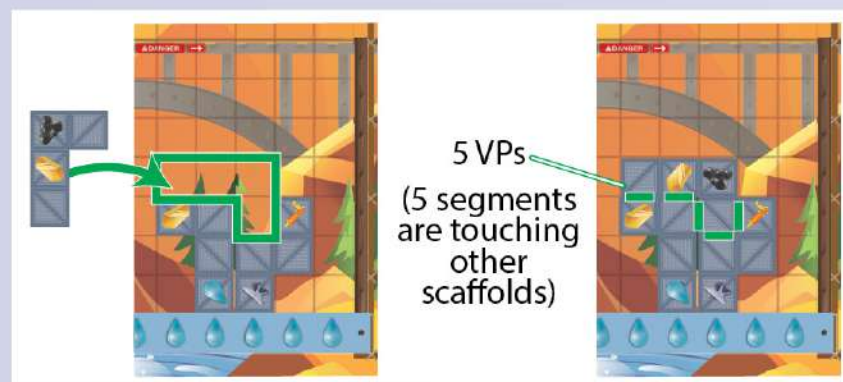 ⚠DANGER →
⚠DANGER →
5 VPs
(5 segments
are touching
other
scaffolds)